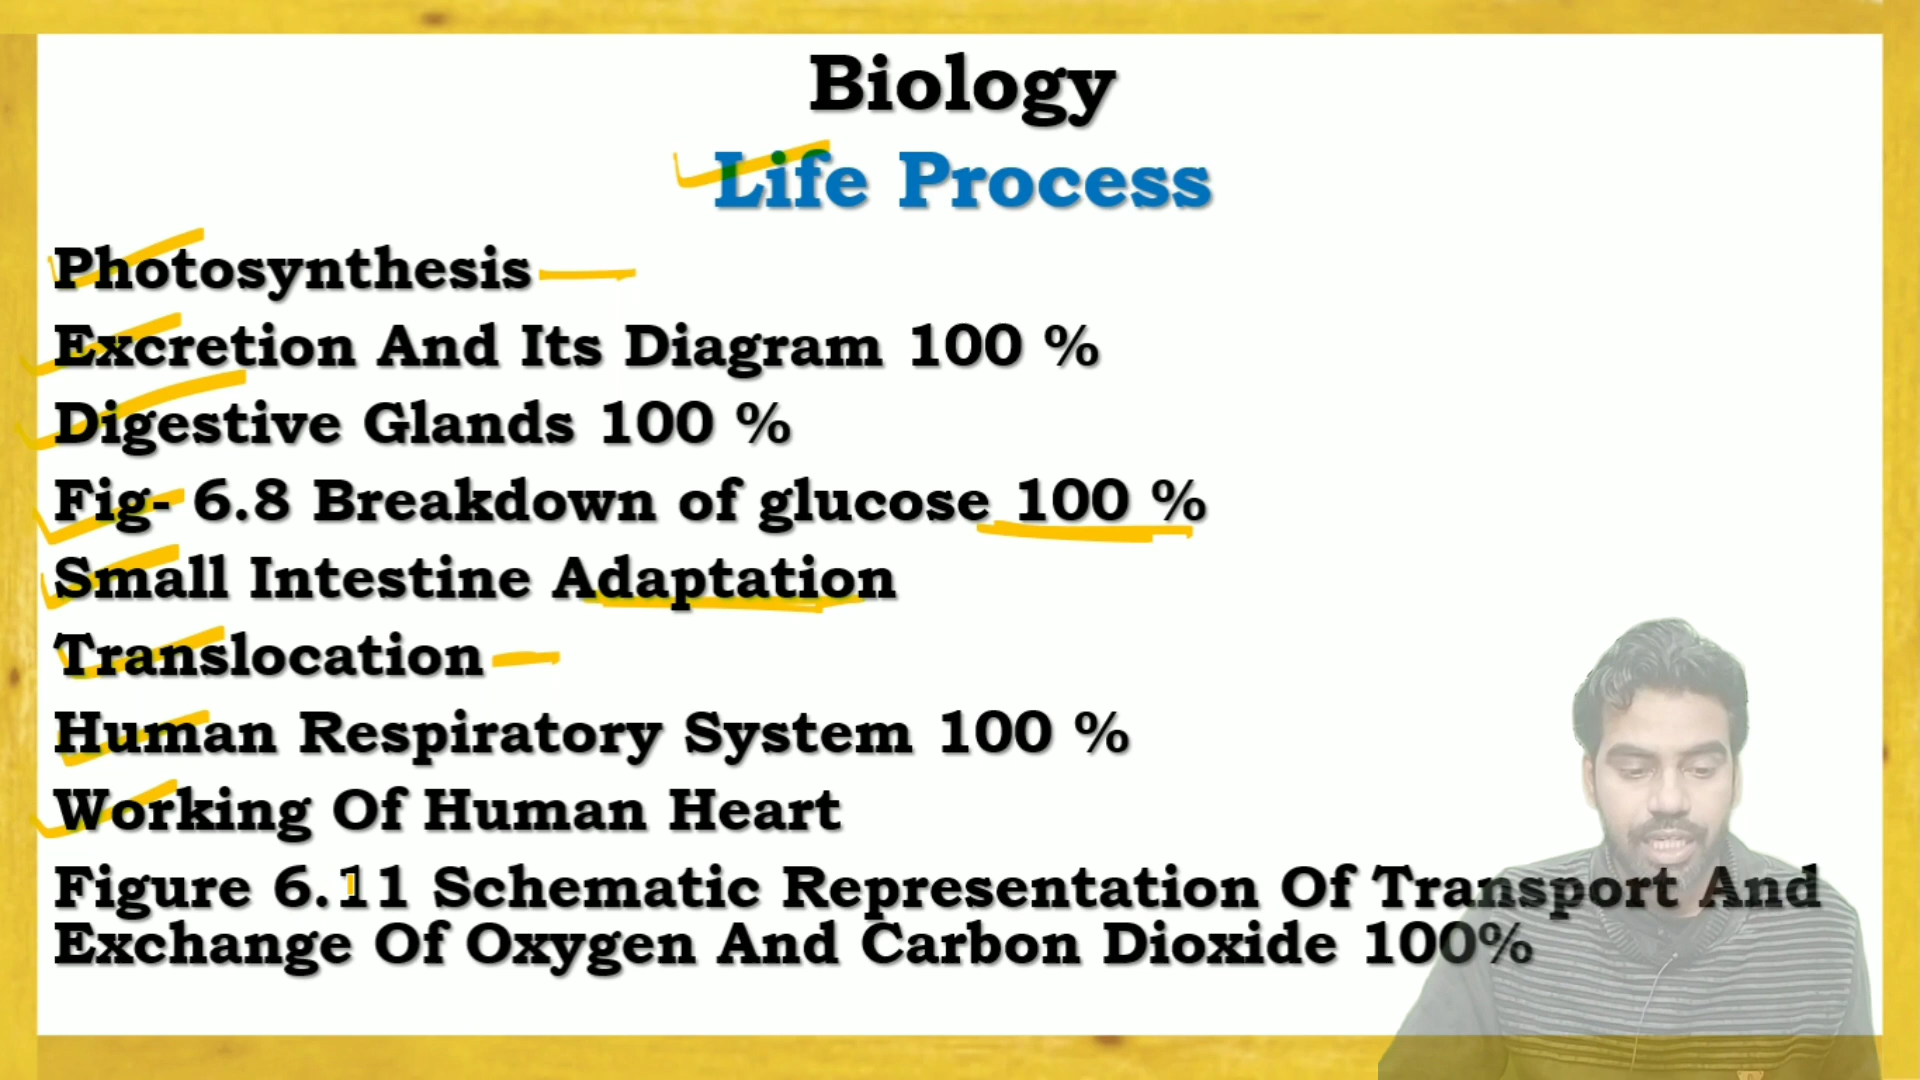 Biology
Life Process
Photosynthesis
Excretion And Its Diagram 100 %
Digestive Glands 100 %
Fig- 6.8 Breakdown of glucose 100 %
Small Intestine Adaptation
Translocation
Human Respiratory System 100 %
Working Of Human Heart
Figure 6.11 Schematic Representation Of Transport And
Exchange Of Oxygen And Carbon Dioxide 100%